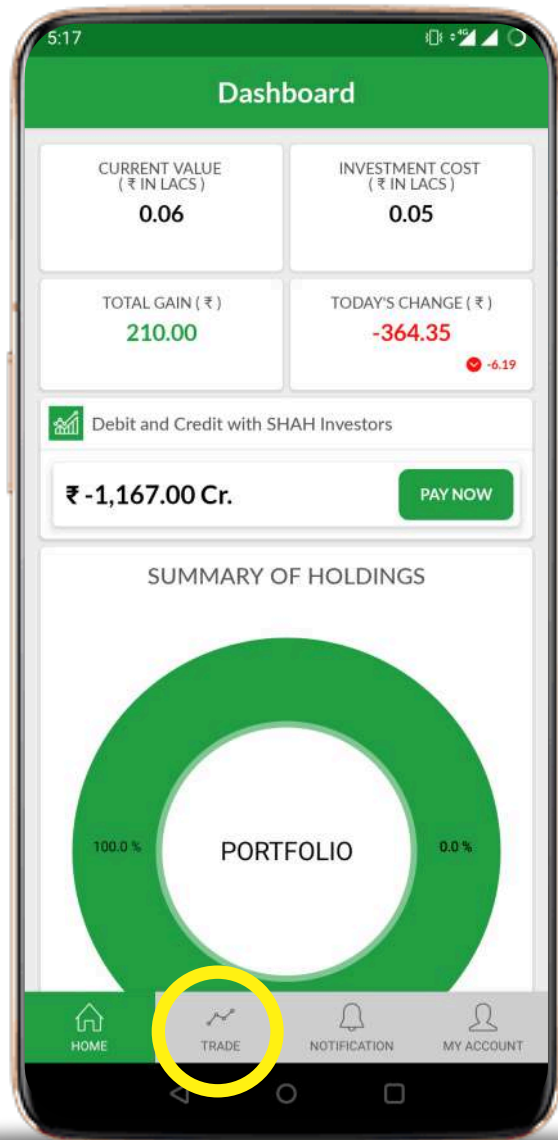 5:17
4G
Dashboard
CURRENT VALUE
( ₹ IN LACS )
0.06
INVESTMENT COST
( ₹ IN LACS )
0.05
TOTAL GAIN ( ₹ )
210.00
TODAY'S CHANGE ( ₹ )
-364.35
-6.19
Debit and Credit with SHAH Investors
₹ -1,167.00 Cr.
PAY NOW
SUMMARY OF HOLDINGS
100.0 %
PORTFOLIO
0.0 %
HOME
TRADE
NOTIFICATION
MY ACCOUNT